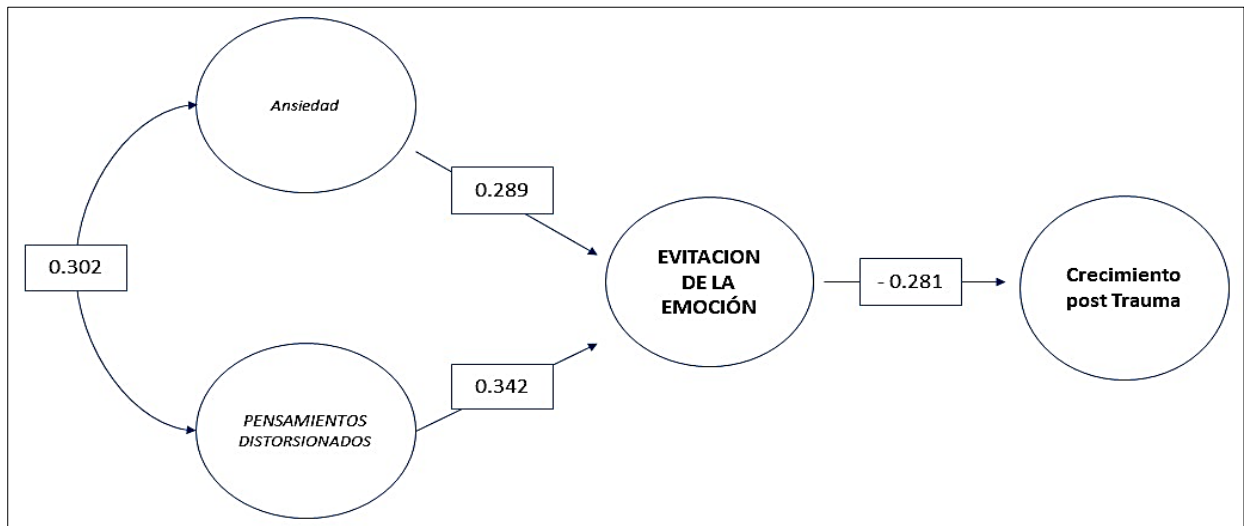 Ansiedad
0.289
0.302
EVITACION
DE LA
EMOCIÓN
- 0.281
Crecimiento
post Trauma
0.342
PENSAMIENTOS
DISTORSIONADOS